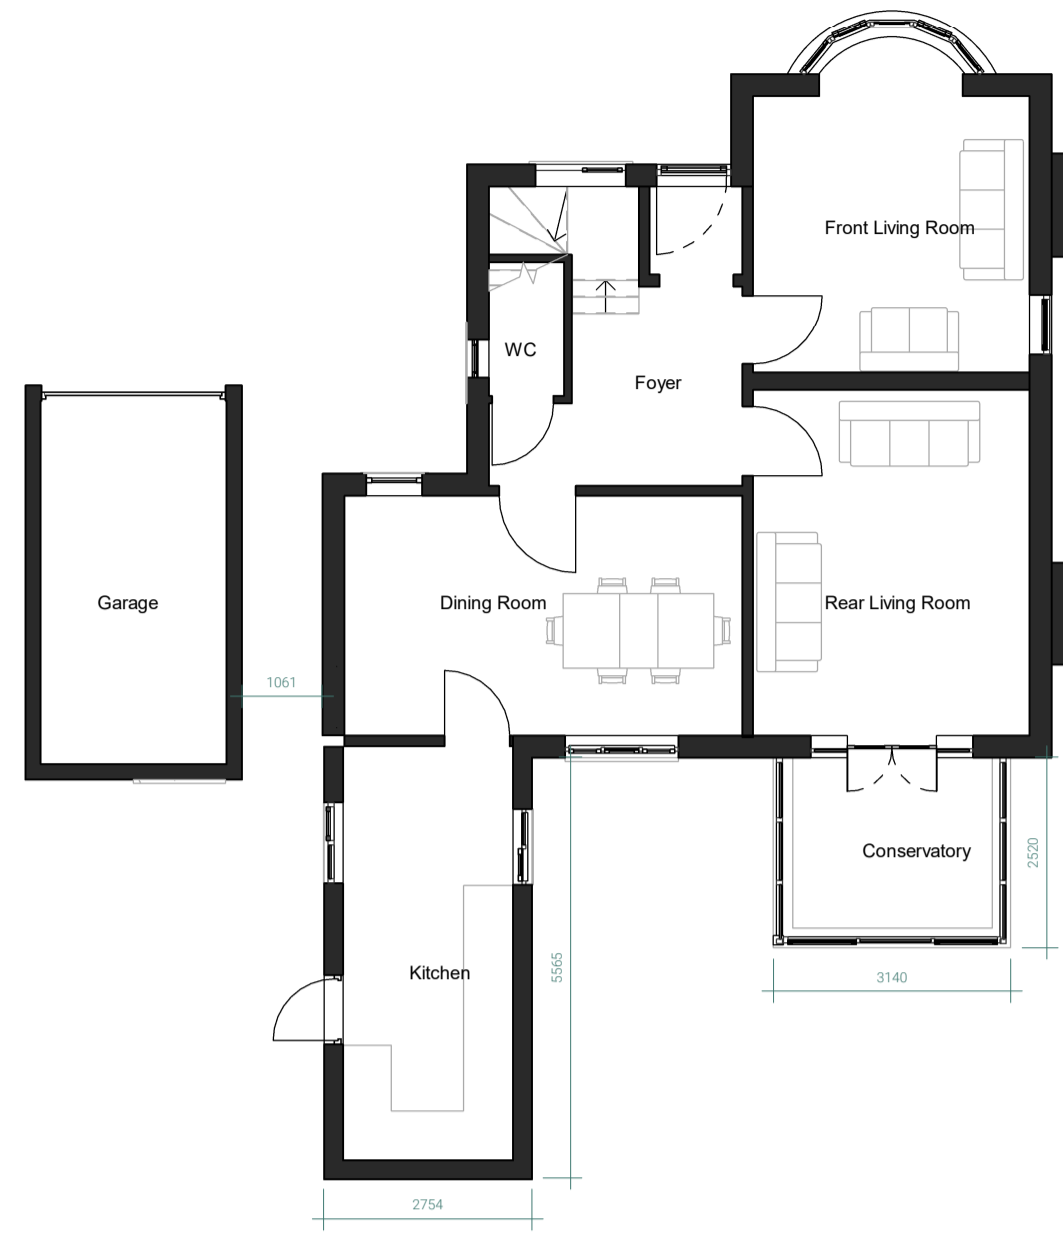 Front Living Room
WC
Foyer
Garage
Dining Room
Rear Living Room
1061
Conservatory
2520
Kitchen
5565
3140
2754